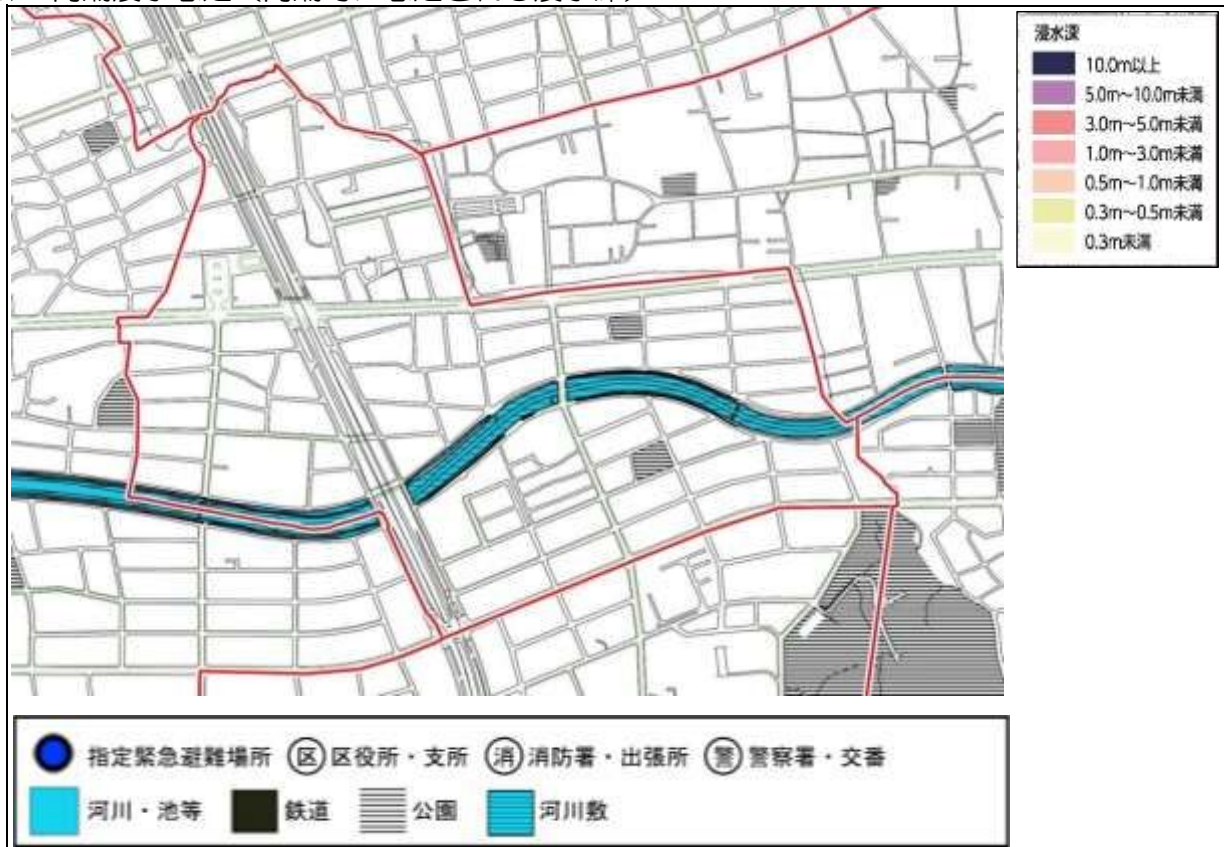 浸水深
10.0m以上
5.0m～10.0m未満
3.0m～5.0m未満
1.0m～3.0m未満
0.5m～1.0m未満
0.3m～0.5m未満
0.3m未満
指定緊急避難場所 区 区役所・支所 消 消防署・出張所 警 警察署・交番
河川・池等 鉄道 公園 河川敷